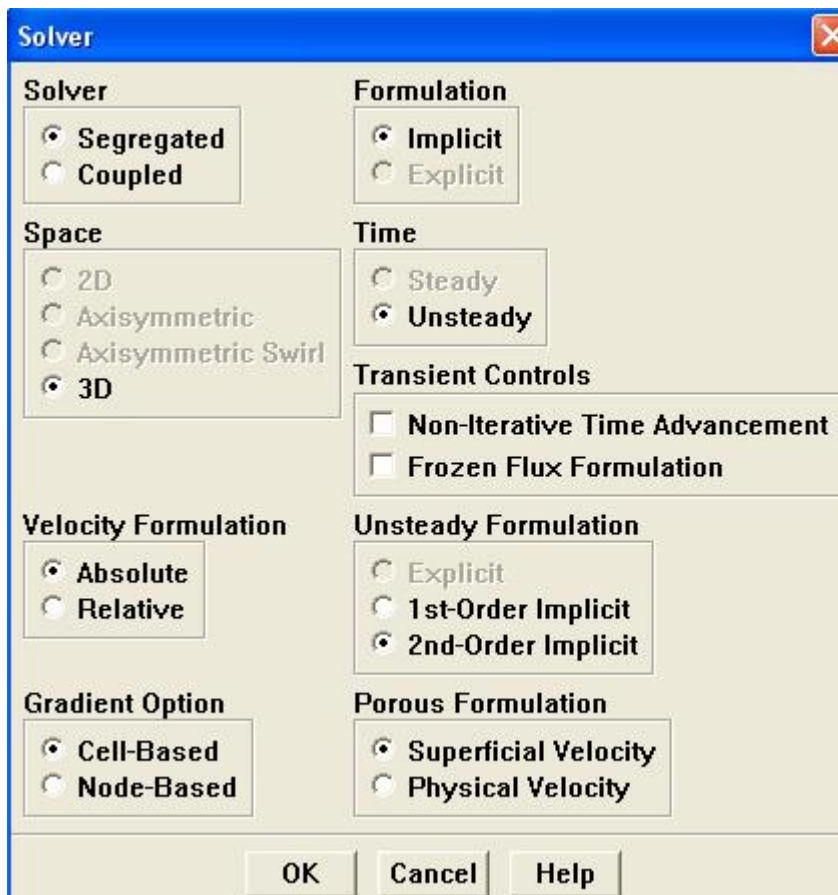 Solver
Solver
Segregated
Coupled
Formulation
Implicit
Explicit
Space
2D
Axisymmetric
Axisymmetric Swirl
3D
Time
Steady
Unsteady
Transient Controls
Non-Iterative Time Advancement
Frozen Flux Formulation
Velocity Formulation
Absolute
Relative
Unsteady Formulation
Explicit
1st-Order Implicit
2nd-Order Implicit
Gradient Option
Cell-Based
Node-Based
Porous Formulation
Superficial Velocity
Physical Velocity
OK
Cancel
Help